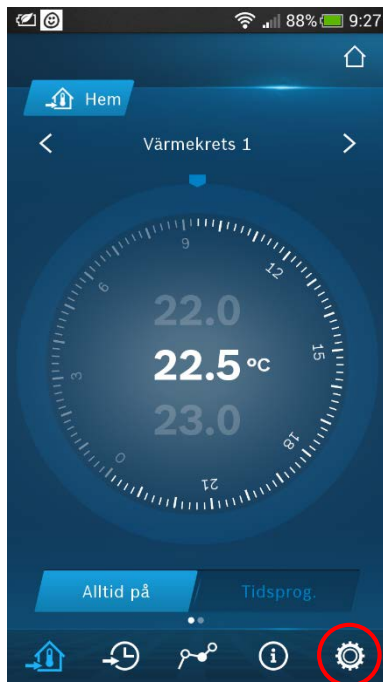 88% 9:27
Hem
Värmekrets 1
9
6
12
22.0
3
22.5 °C
15
23.0
0
18
21
Alltid på
Tidsprog.